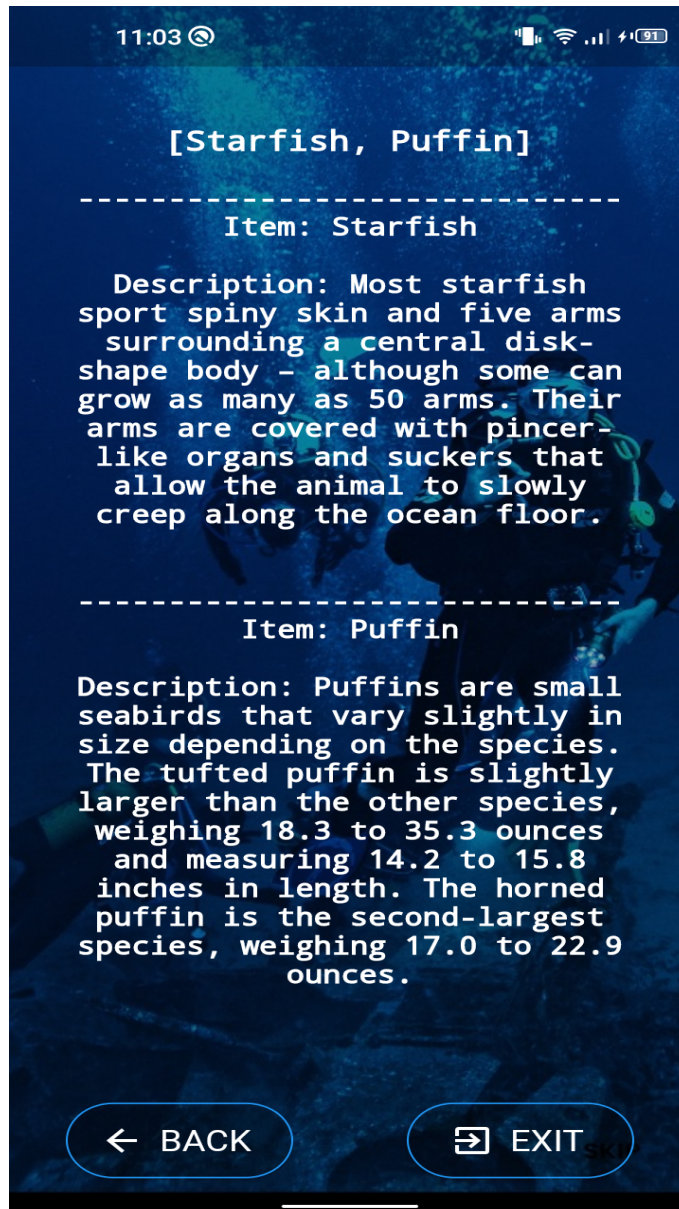 11:03
91
[Starfish, Puffin]
------------------------------
Item: Starfish
Description: Most starfish
sport spiny skin and five arms
surrounding a central disk-
shape body – although some can
grow as many as 50 arms. Their
arms are covered with pincer-
like organs and suckers that
allow the animal to slowly
creep along the ocean floor.
------------------------------
Item: Puffin
Description: Puffins are small
seabirds that vary slightly in
size depending on the species.
The tufted puffin is slightly
larger than the other species,
weighing 18.3 to 35.3 ounces
and measuring 14.2 to 15.8
inches in length. The horned
puffin is the second-largest
species, weighing 17.0 to 22.9
ounces.
BACK
EXIT
SKIP